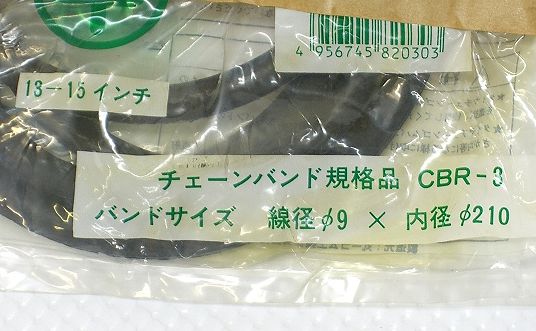 4 956745 820303
13-15インチ
チェーンバンド規格品 CBR-3
バンドサイズ 線径φ9 × 内径φ210